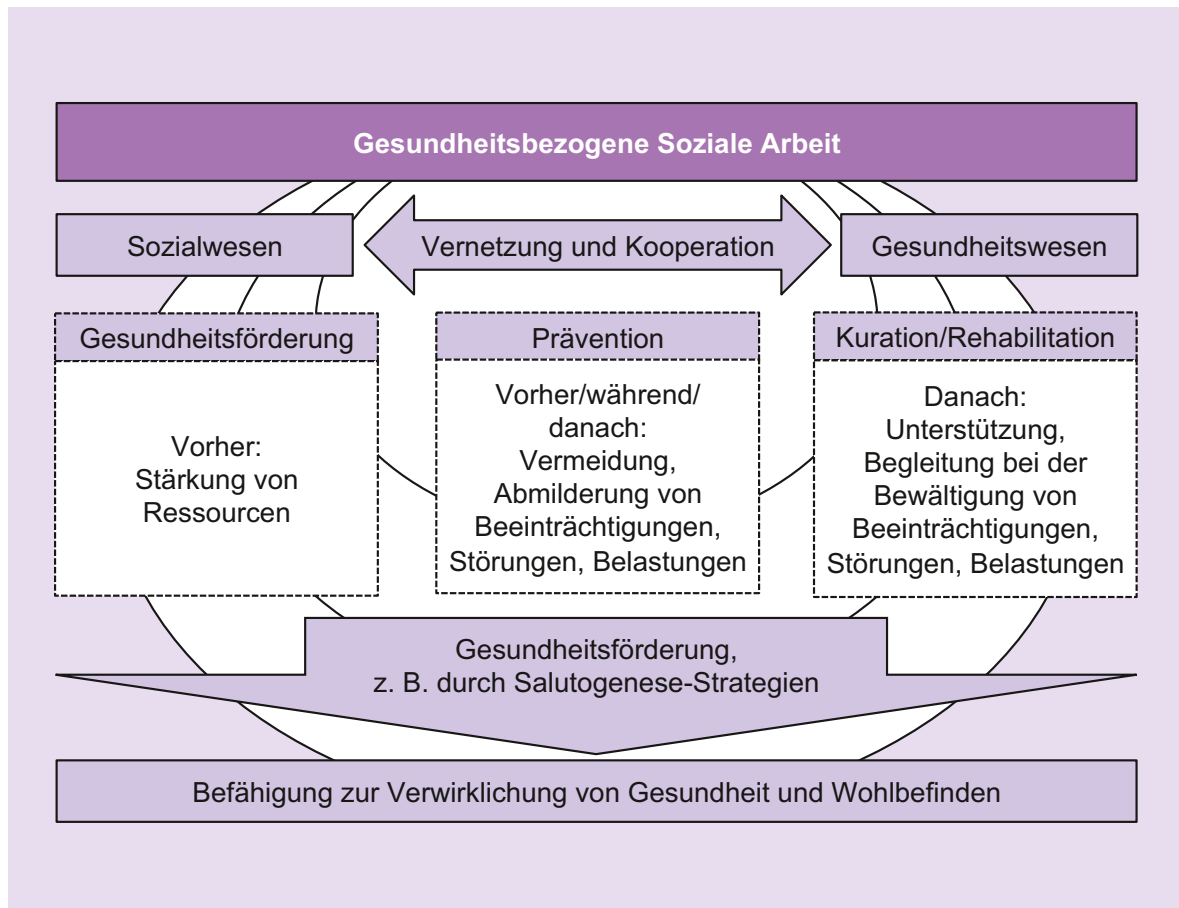 Gesundheitsbezogene Soziale Arbeit
Sozialwesen
Vernetzung und Kooperation
Gesundheitswesen
Gesundheitsförderung
Vorher:
Stärkung von
Ressourcen
Prävention
Vorher/während/
danach:
Vermeidung,
Abmilderung von
Beeinträchtigungen,
Störungen, Belastungen
Kuration/Rehabilitation
Danach:
Unterstützung,
Begleitung bei der
Bewältigung von
Beeinträchtigungen,
Störungen, Belastungen
Gesundheitsförderung,
z. B. durch Salutogenese-Strategien
Befähigung zur Verwirklichung von Gesundheit und Wohlbefinden